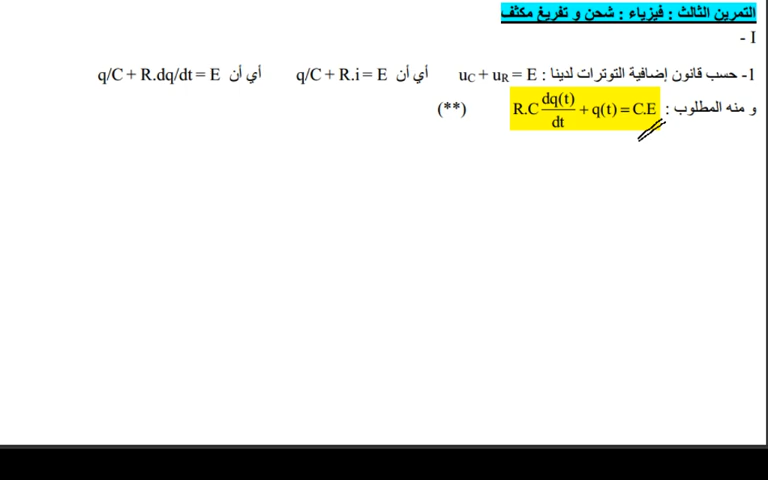 التمرين الثالث : فيزياء : شحن و تفريغ مكثف
I -
1- حسب قانون إضافية التوترات لدينا : uC + uR = E أي أن q/C + R.i = E أي أن q/C + R.dq/dt = E
و منه المطلوب : R.C dq(t)/dt + q(t) = C.E (**)